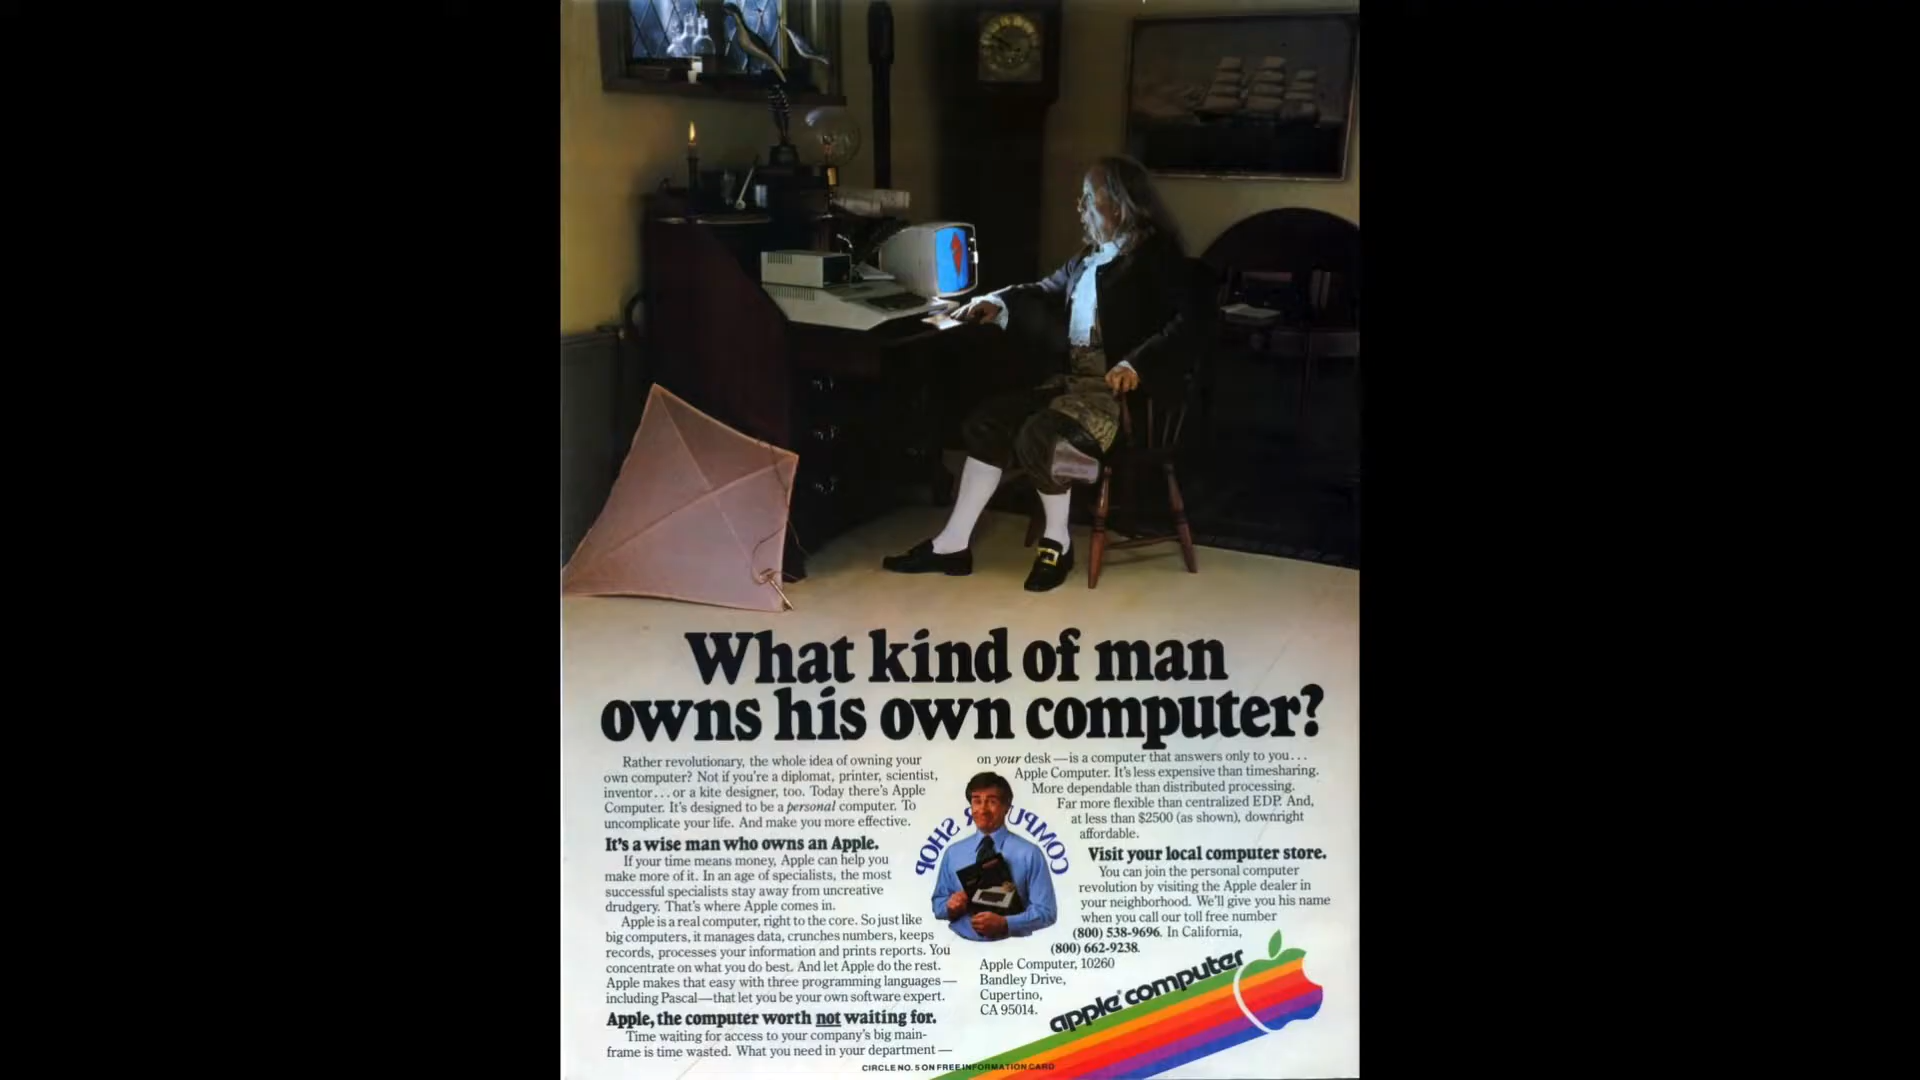 What kind of man
owns his own computer?
Rather revolutionary, the whole idea of owning your
own computer? Not if you're a diplomat, printer, scientist,
inventor...or a kite designer, too. Today there's Apple
Computer. It's designed to be a personal computer. To
uncomplicate your life. And make you more effective.
It's a wise man who owns an Apple.
If your time means money, Apple can help you
make more of it. In an age of specialists, the most
successful specialists stay away from uncreative
drudgery. That's where Apple comes in.
Apple is a real computer, right to the core. So just like
big computers, it manages data, crunches numbers, keeps
records, processes your information and prints reports. You
concentrate on what you do best. And let Apple do the rest.
Apple makes that easy with three programming languages—
including Pascal—that let you be your own software expert.
Apple, the computer worth not waiting for.
Time waiting for access to your company's big main-
frame is time wasted. What you need in your department—
on your desk—is a computer that answers only to you...
Apple Computer. It's less expensive than timesharing.
More dependable than distributed processing.
Far more flexible than centralized EDP. And,
at less than $2500 (as shown), downright
affordable.
Visit your local computer store.
You can join the personal computer
revolution by visiting the Apple dealer in
your neighborhood. We'll give you his name
when you call our toll free number
(800) 538-9696. In California,
(800) 662-9238.
Apple Computer, 10260
Bandley Drive,
Cupertino,
CA 95014.
COMPUTER SHOP
apple computer
CIRCLE NO. 5 ON FREE INFORMATION CARD